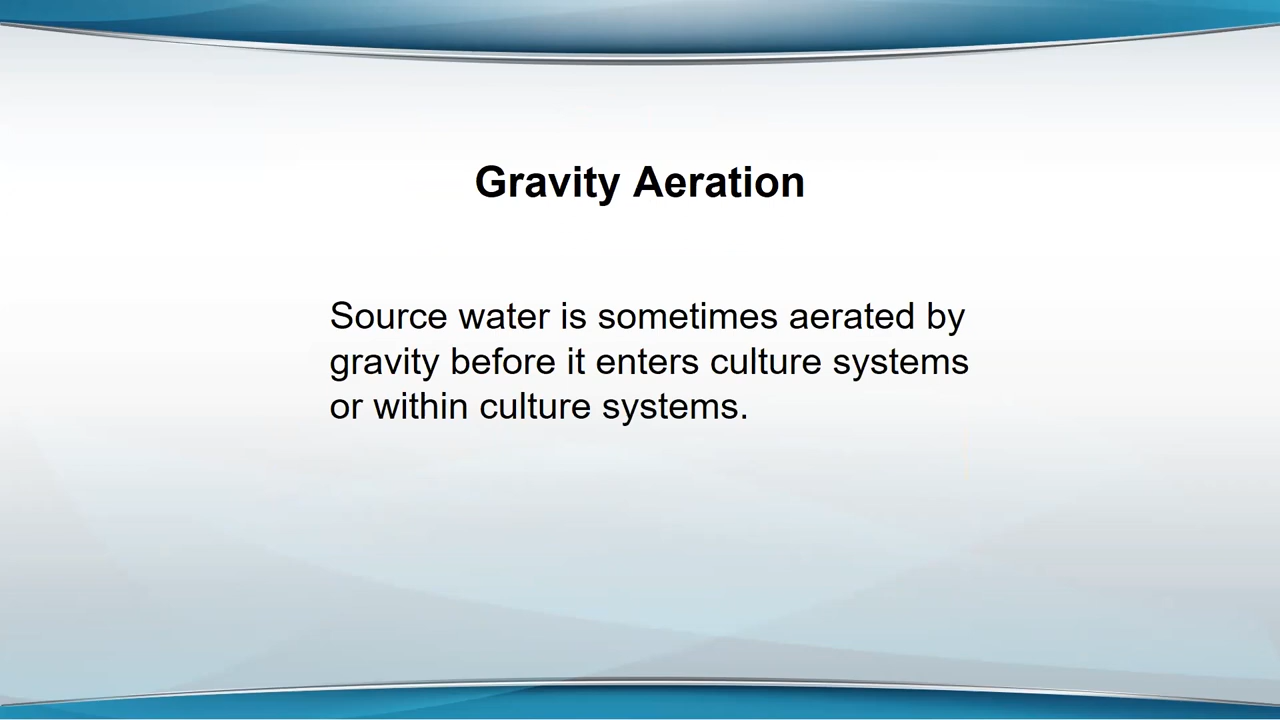 Gravity Aeration
Source water is sometimes aerated by
gravity before it enters culture systems
or within culture systems.